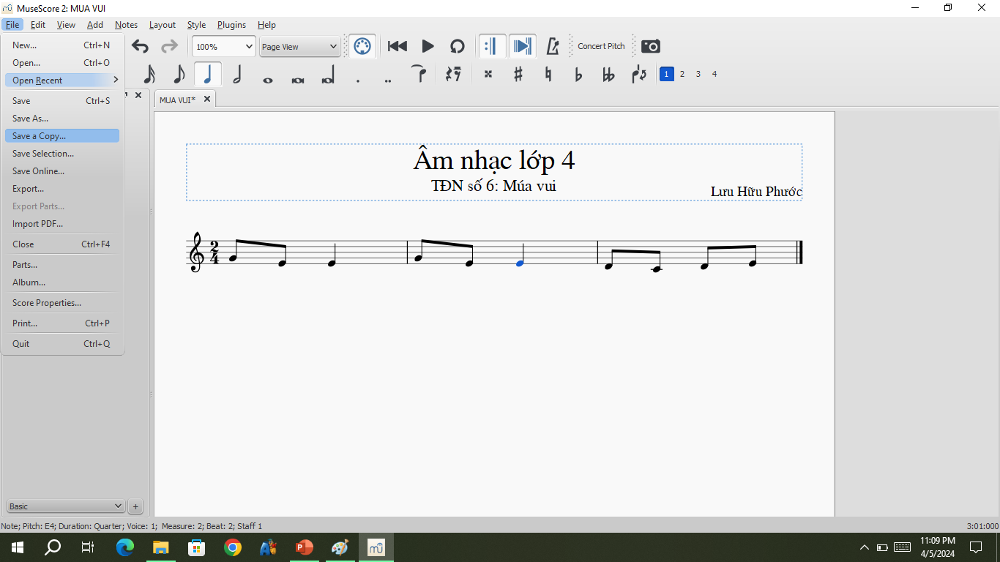 MuseScore 2: MUA VUI
File Edit View Add Notes Layout Style Plugins Help
New... Ctrl+N
Open... Ctrl+O
Open Recent
Save Ctrl+S
Save As...
Save a Copy...
Save Selection...
Save Online...
Export...
Export Parts...
Import PDF...
Close Ctrl+F4
Parts...
Album...
Score Properties...
Print... Ctrl+P
Quit Ctrl+Q
100% Page View Concert Pitch
1 2 3 4
MUA VUI*
Âm nhạc lớp 4
TĐN số 6: Múa vui
Lưu Hữu Phước
2
4
Basic +
Note; Pitch: E4; Duration: Quarter; Voice: 1; Measure: 2; Beat: 2; Staff 1 3:01:000
11:09 PM
4/5/2024